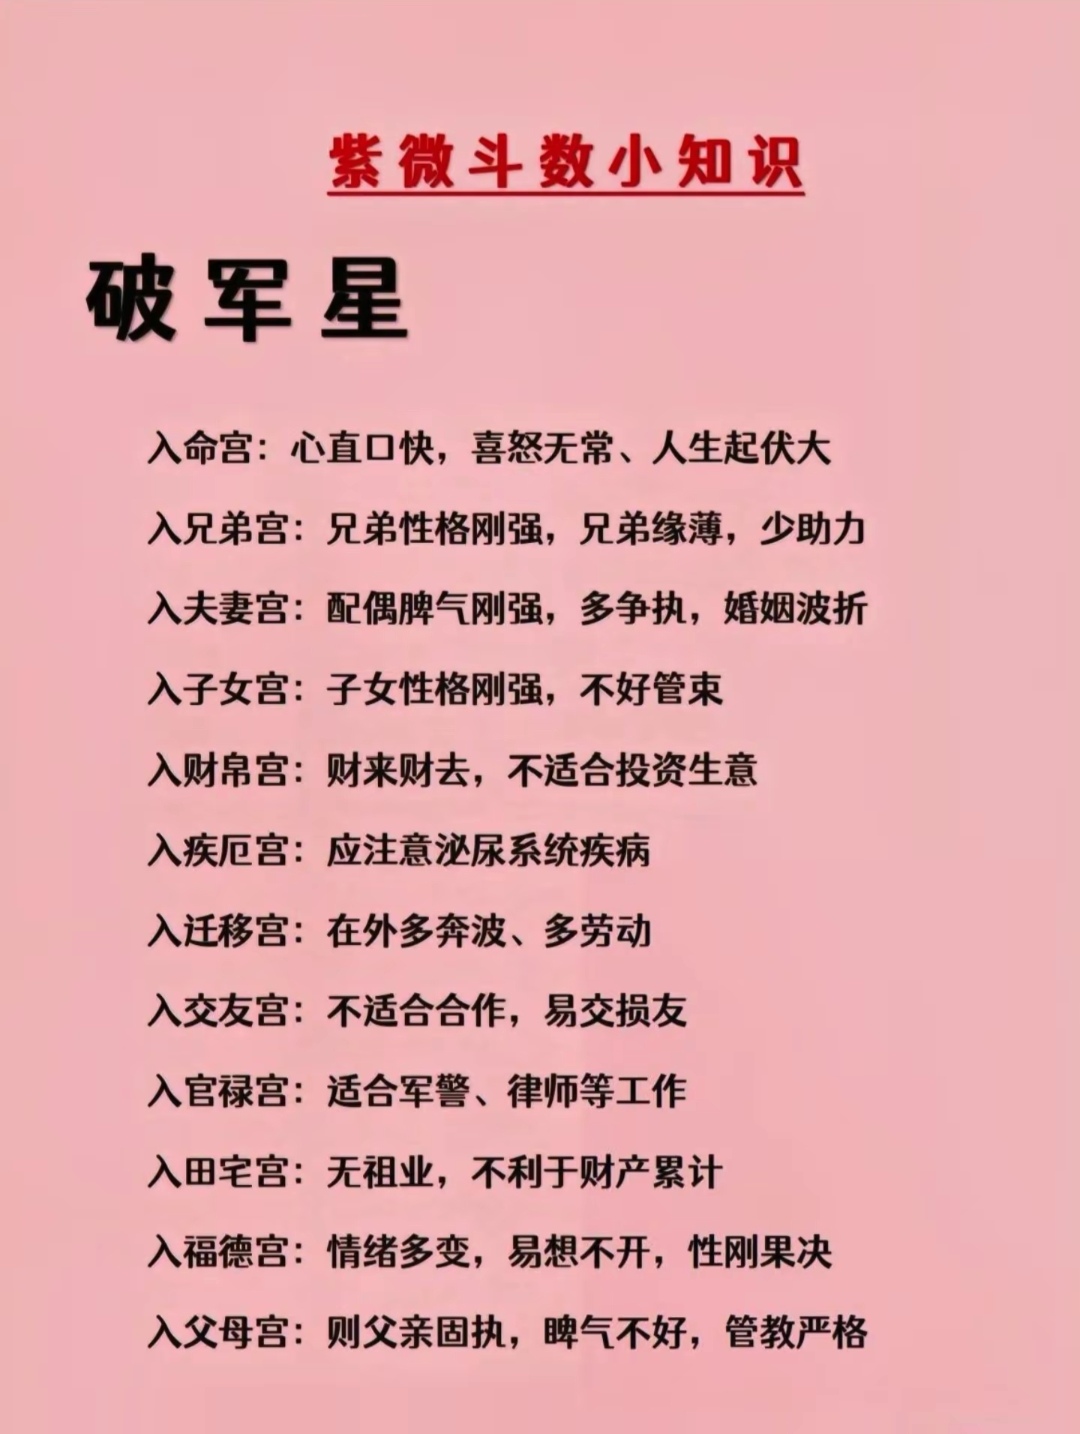 紫微斗数小知识
破军星
入命宫：心直口快，喜怒无常、人生起伏大
入兄弟宫：兄弟性格刚强，兄弟缘薄，少助力
入夫妻宫：配偶脾气刚强，多争执，婚姻波折
入子女宫：子女性格刚强，不好管束
入财帛宫：财来财去，不适合投资生意
入疾厄宫：应注意泌尿系统疾病
入迁移宫：在外多奔波、多劳动
入交友宫：不适合合作，易交损友
入官禄宫：适合军警、律师等工作
入田宅宫：无祖业，不利于财产累计
入福德宫：情绪多变，易想不开，性刚果决
入父母宫：则父亲固执，睥气不好，管教严格